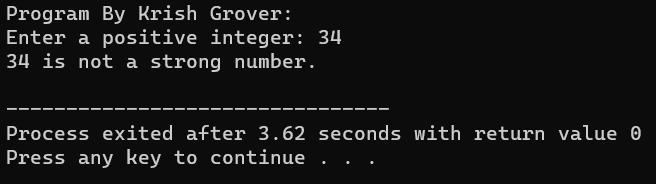 Program By Krish Grover:
Enter a positive integer: 34
34 is not a strong number.
--------------------------------
Process exited after 3.62 seconds with return value 0
Press any key to continue . . .